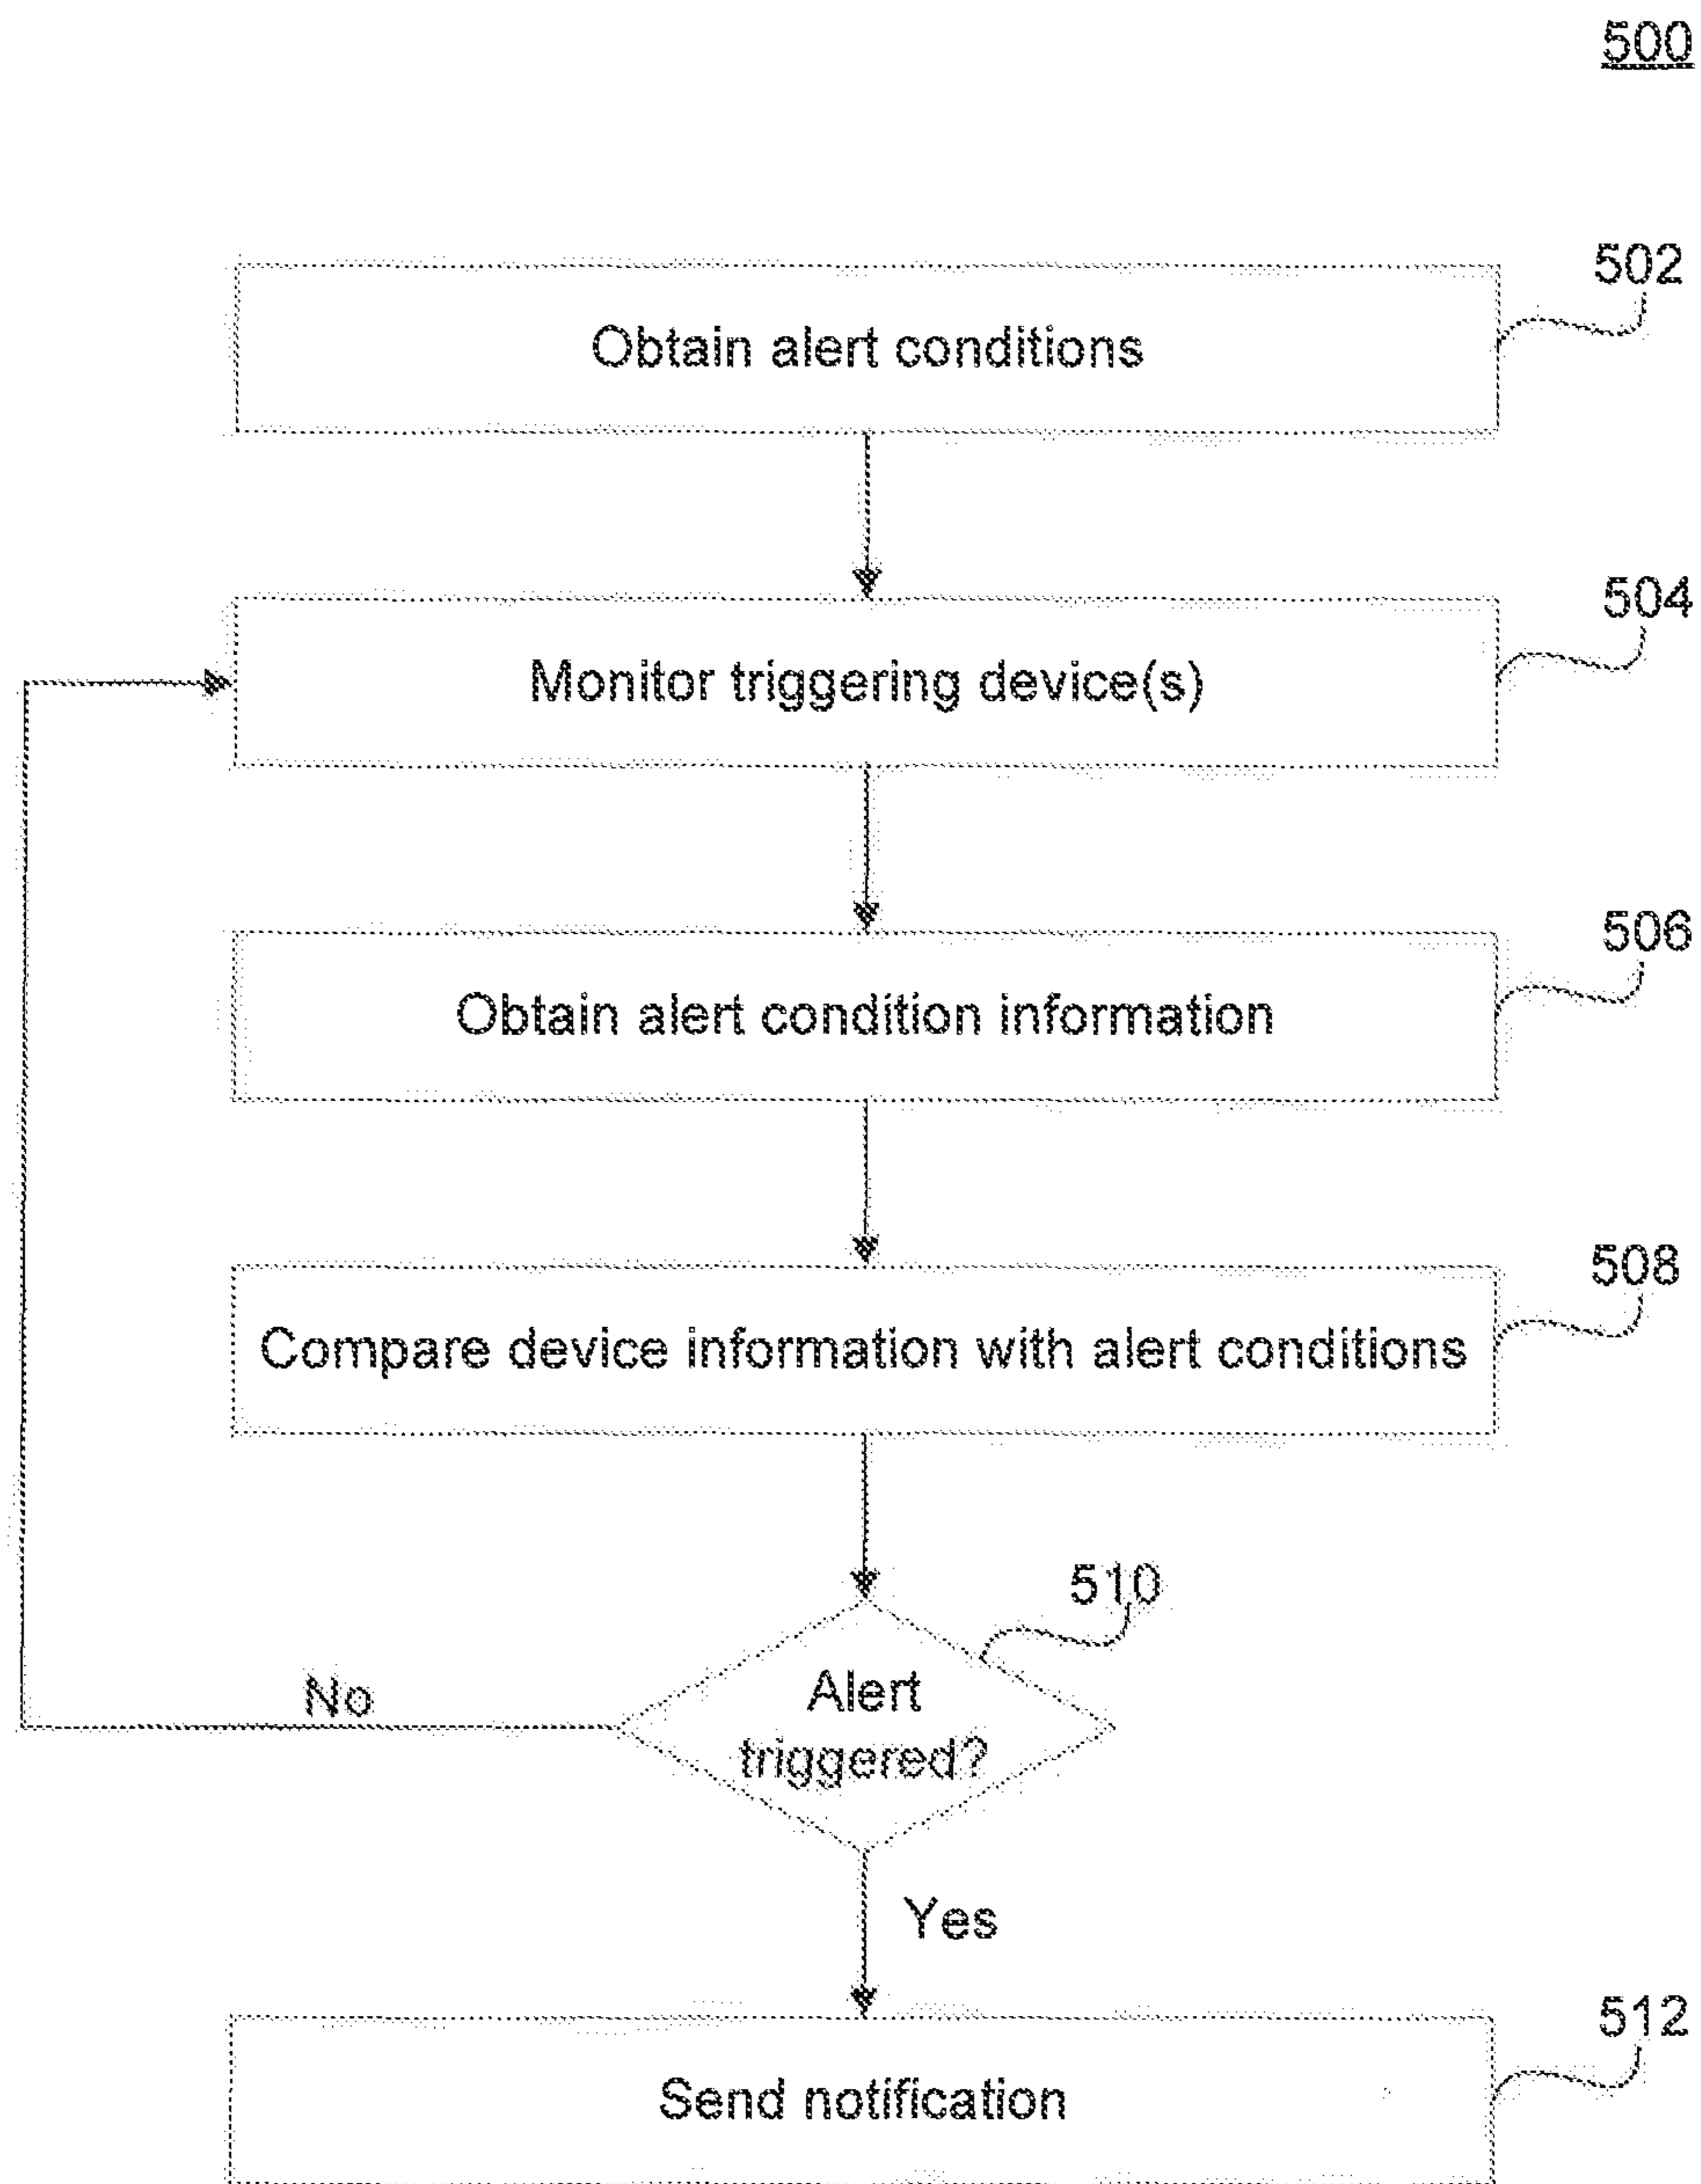 500
502
Obtain alert conditions
504
Monitor triggering device(s)
506
Obtain alert condition information
508
Compare device information with alert conditions
510
Alert
triggered?
No
Yes
512
Send notification